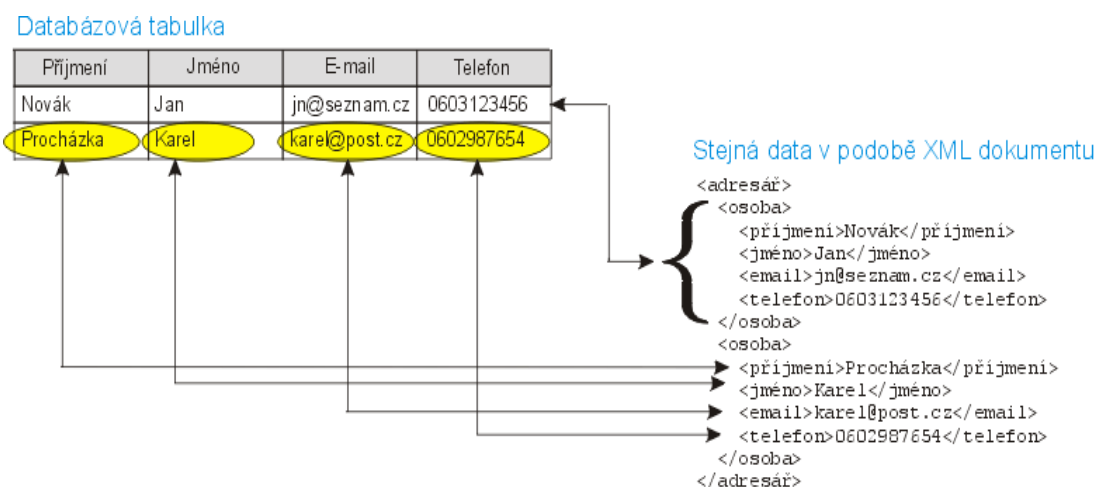 Databázová tabulka
Příjmení Jméno E-mail Telefon
Novák Jan jn@seznam.cz 0603123456
Procházka Karel karel@post.cz 0602987654
Stejná data v podobě XML dokumentu
<adresář>
<osoba>
<příjmení>Novák</příjmení>
<jméno>Jan</jméno>
<email>jn@seznam.cz</email>
<telefon>0603123456</telefon>
</osoba>
<osoba>
<příjmení>Procházka</příjmení>
<jméno>Karel</jméno>
<email>karel@post.cz</email>
<telefon>0602987654</telefon>
</osoba>
</adresář>